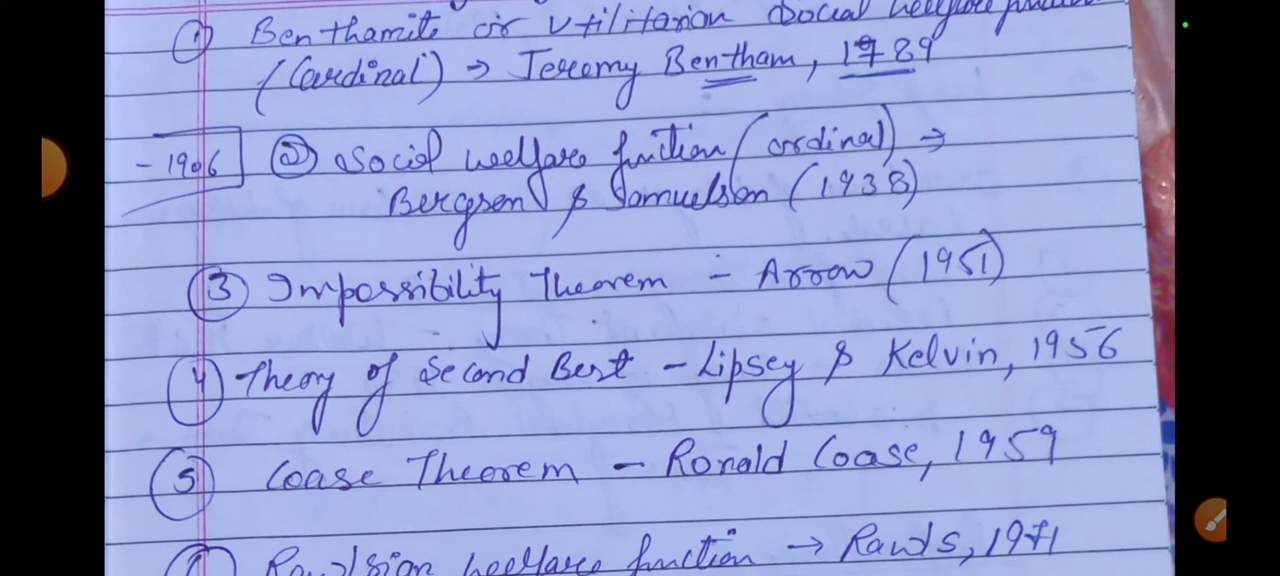 ① Benthamite or Utilitarian Social Welfare function
(Cardinal) → Jeremy Bentham, 1789
- 1906 ② Social welfare function (ordinal) →
Bergson & Samuelson (1938)
③ Impossibility Theorem - Arrow (1951)
④ Theory of Second Best - Lipsey & Kelvin, 1956
⑤ Coase Theorem - Ronald Coase, 1959
Rawlsian welfare function → Rawls, 1971